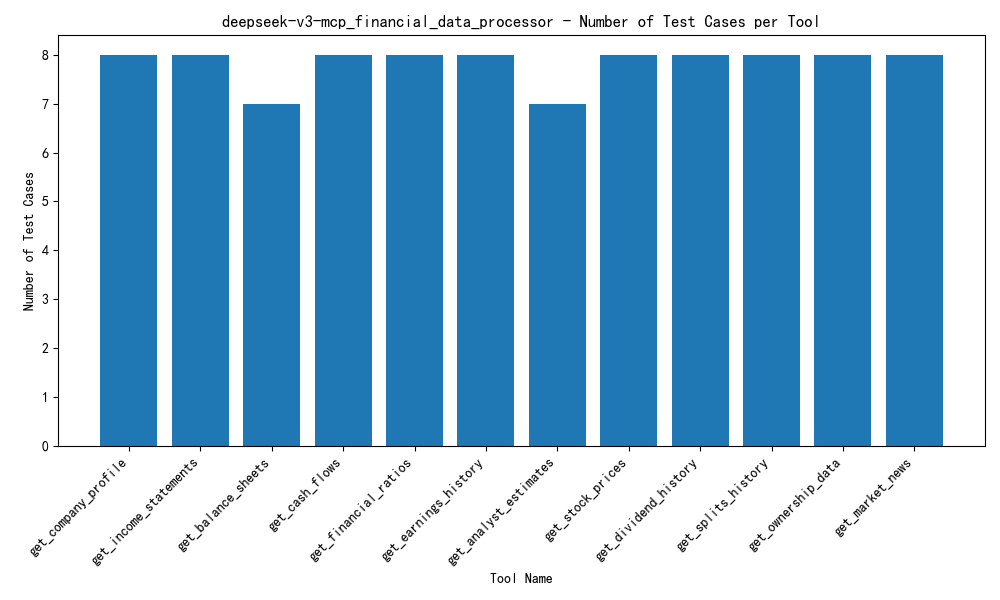 deepseek-v3-mcp_financial_data_processor - Number of Test Cases per Tool
Number of Test Cases
8
7
6
5
4
3
2
1
0
get_company_profile
get_income_statements
get_balance_sheets
get_cash_flows
get_financial_ratios
get_earnings_history
get_analyst_estimates
get_stock_prices
get_dividend_history
get_splits_history
get_ownership_data
get_market_news
Tool Name